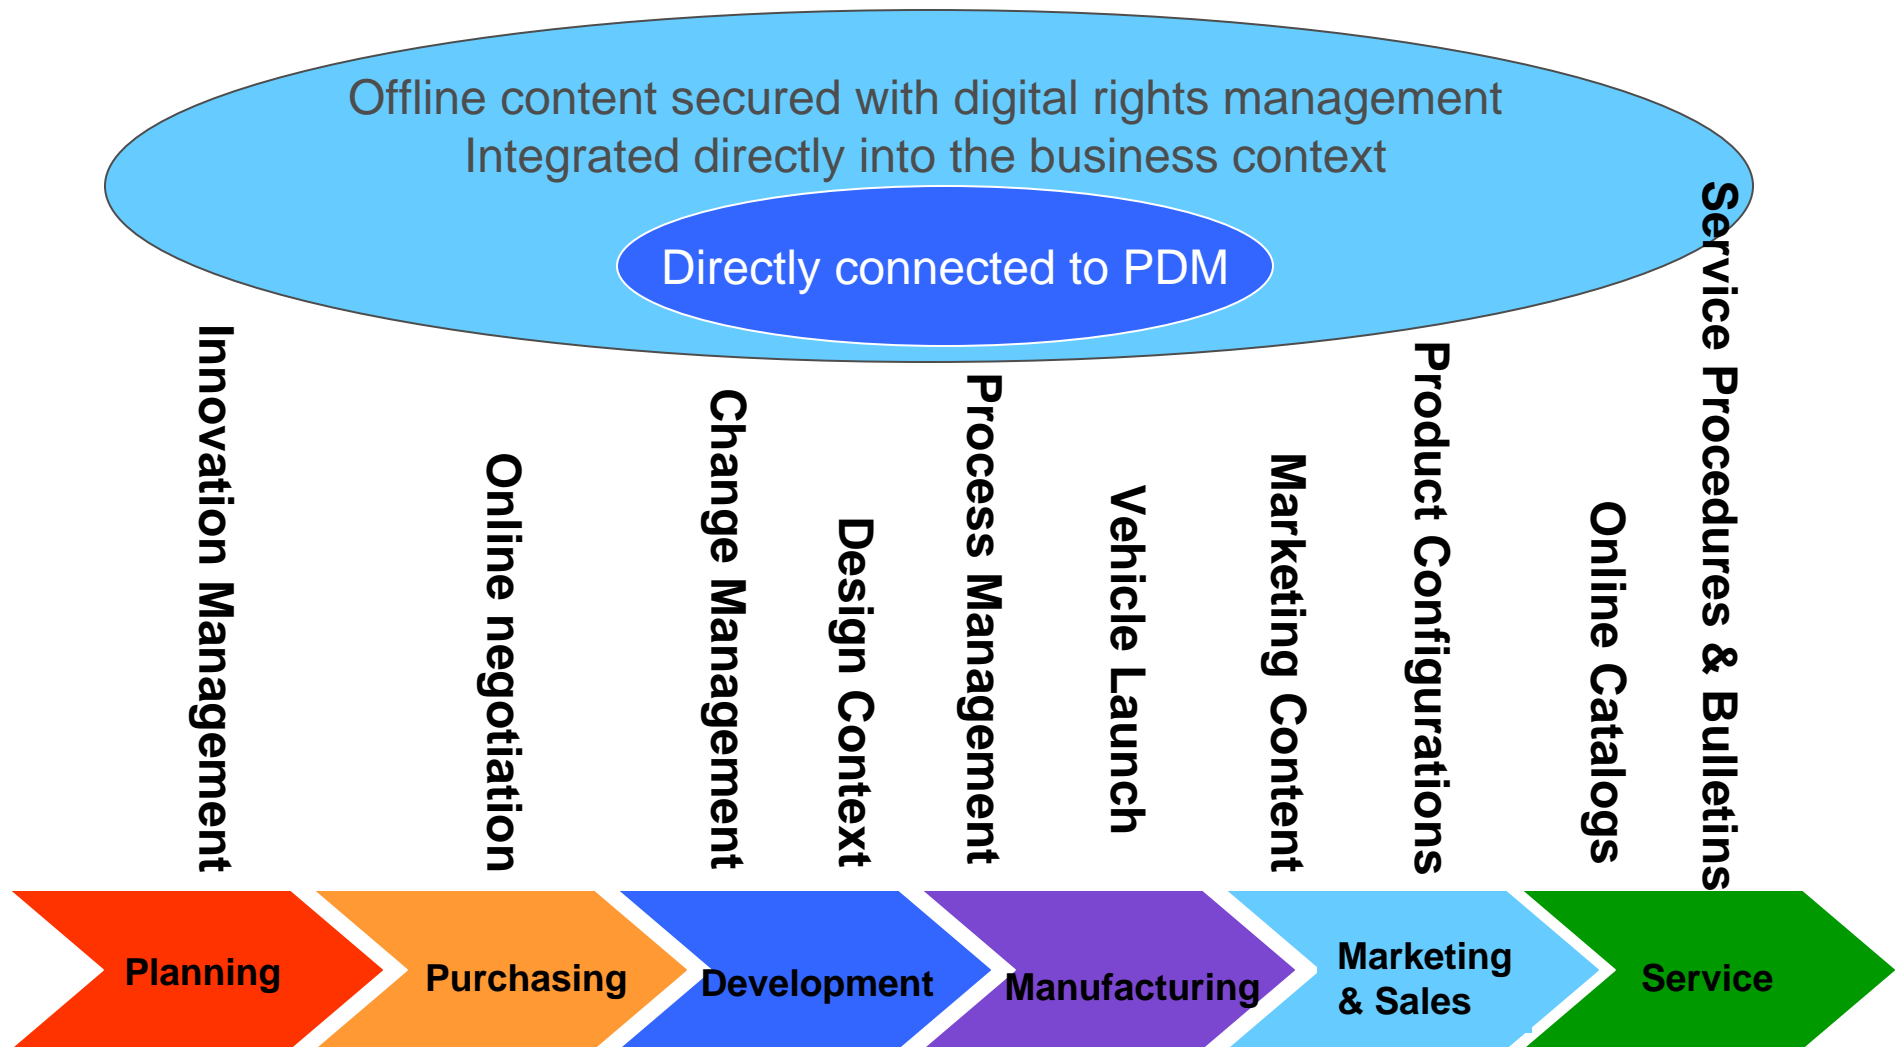 Offline content secured with digital rights management
Integrated directly into the business context
Directly connected to PDM
Innovation Management
Online negotiation
Change Management
Design Context
Process Management
Vehicle Launch
Marketing Content
Product Configurations
Online Catalogs
Service Procedures & Bulletins
Planning
Purchasing
Development
Manufacturing
Marketing
& Sales
Service